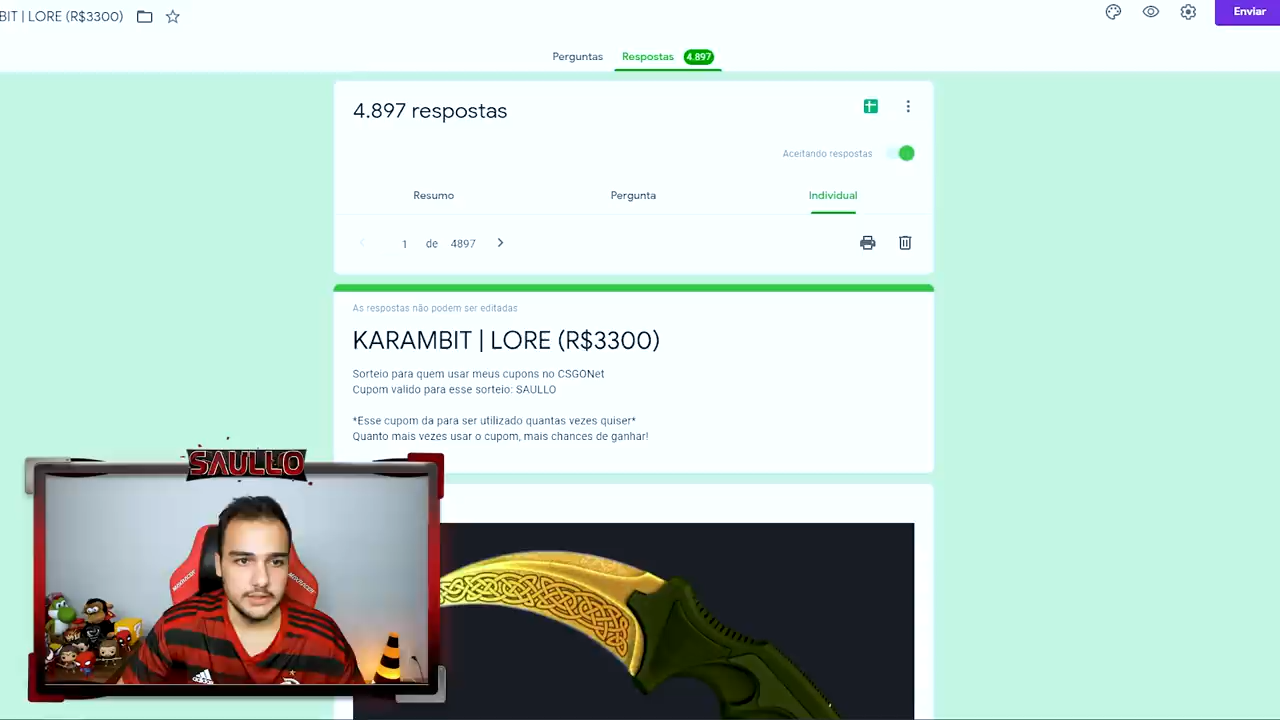 BIT | LORE (R$3300)
Enviar
Perguntas
Respostas 4.897
4.897 respostas
Aceitando respostas
Resumo
Pergunta
Individual
1 de 4897
As respostas não podem ser editadas
KARAMBIT | LORE (R$3300)
Sorteio para quem usar meus cupons no CSGONet
Cupom valido para esse sorteio: SAULLO
*Esse cupom da para ser utilizado quantas vezes quiser*
Quanto mais vezes usar o cupom, mais chances de ganhar!
SAULLO